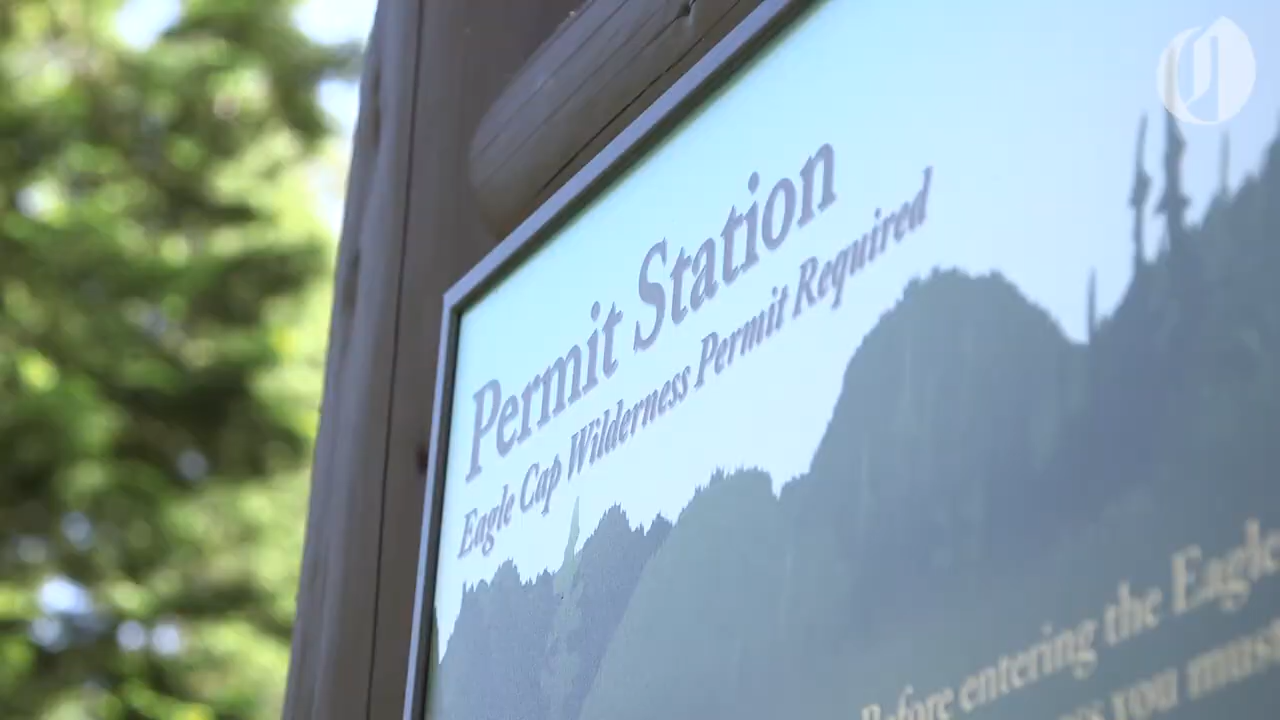 Permit Station
Eagle Cap Wilderness Permit Required
Before entering the Eagle
you must